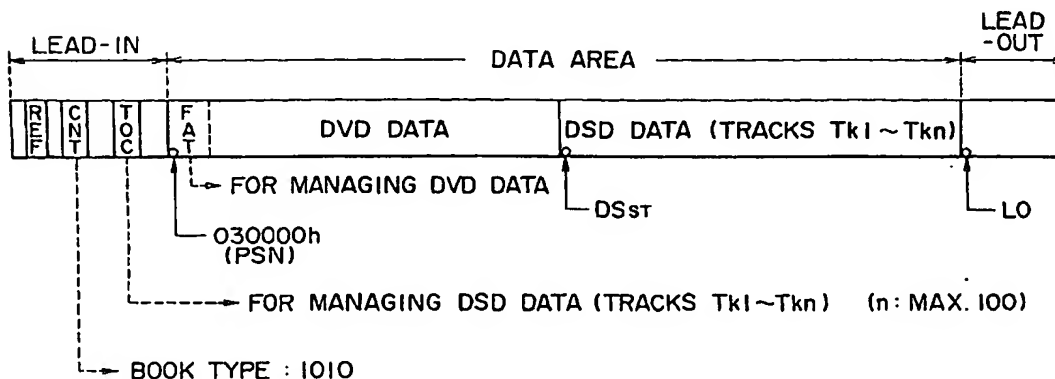 LEAD-IN
DATA AREA
LEAD
-OUT
REF
CNT
TOC
FAT
DVD DATA
DSD DATA (TRACKS Tk1~Tkn)
FOR MANAGING DVD DATA
DSST
LO
030000h
(PSN)
FOR MANAGING DSD DATA (TRACKS Tk1~Tkn) (n: MAX. 100)
BOOK TYPE : 1010